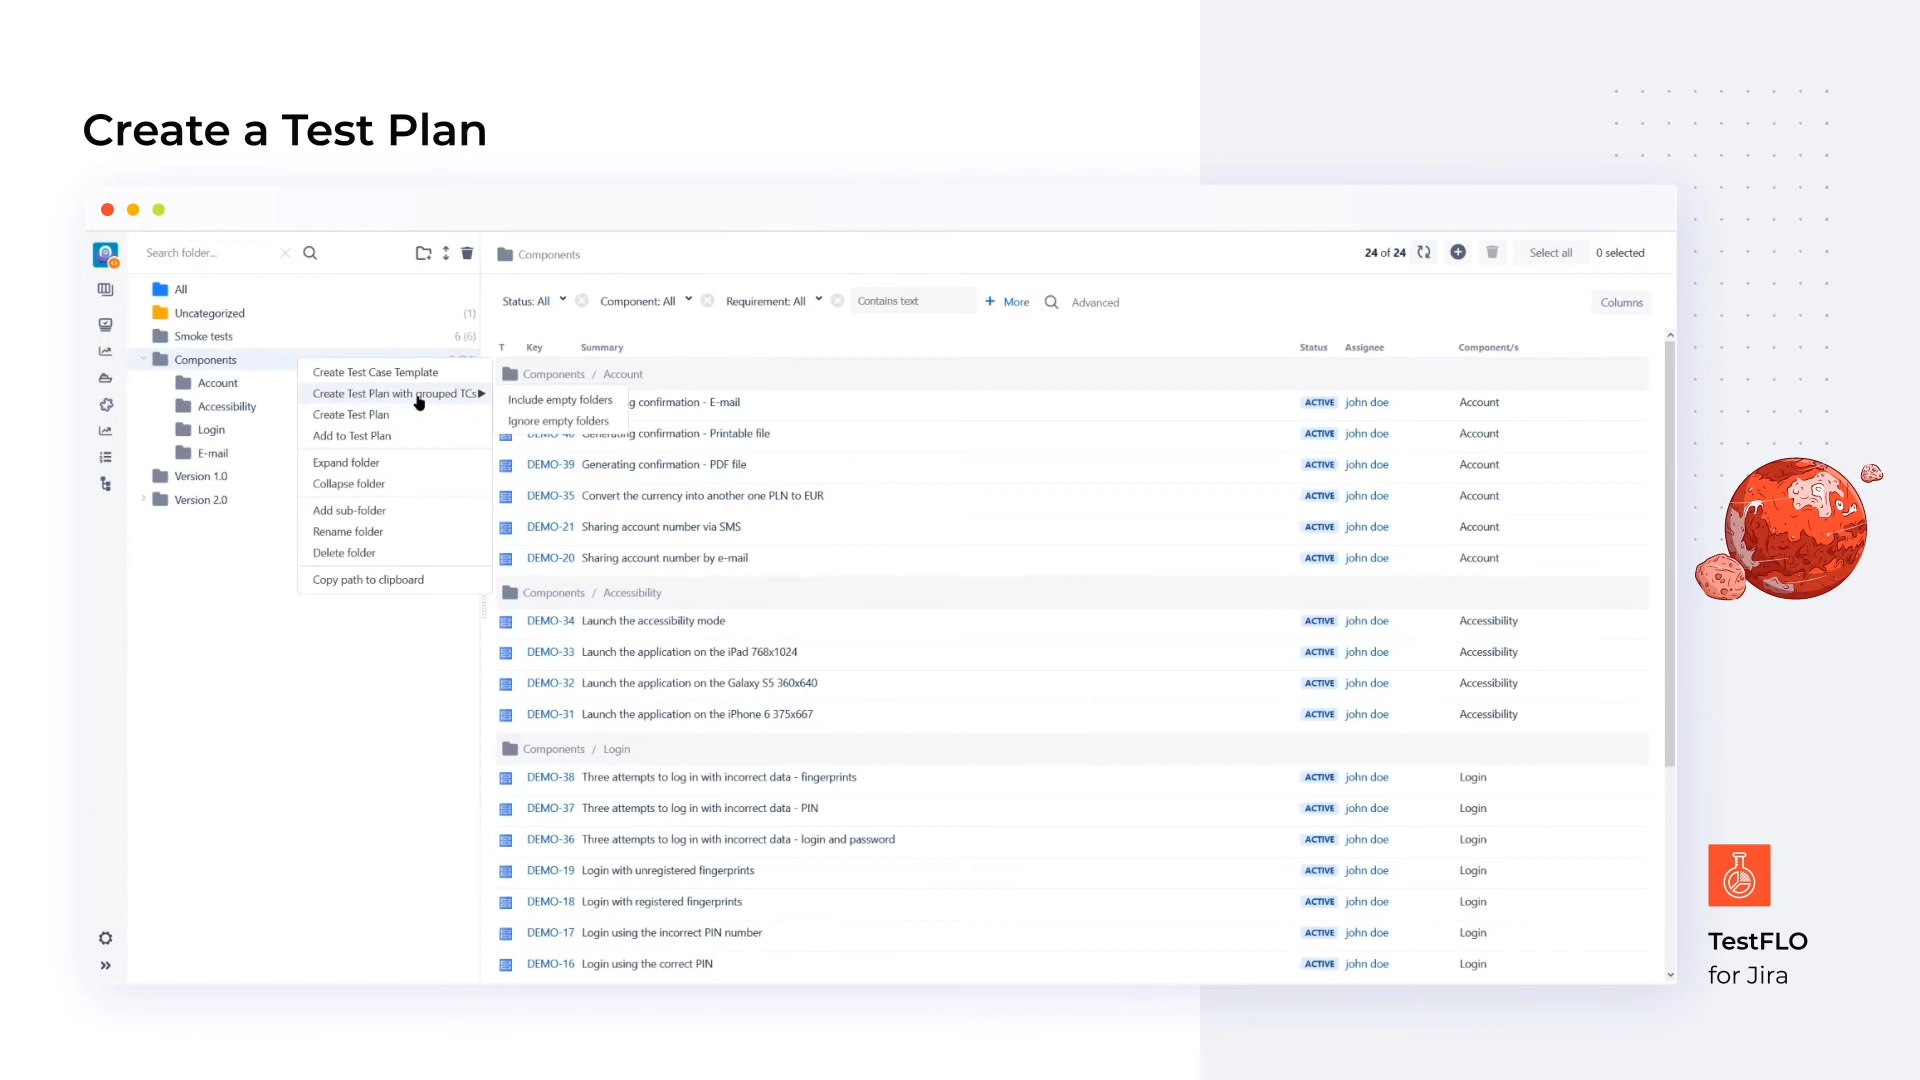 Create a Test Plan
Search folder...
Components
24 of 24
Select all
0 selected
All
Uncategorized (1)
Smoke tests 6 (6)
Components
Account
Accessibility
Login
E-mail
Version 1.0
Version 2.0
Create Test Case Template
Create Test Plan with grouped TCs
Create Test Plan
Add to Test Plan
Expand folder
Collapse folder
Add sub-folder
Rename folder
Delete folder
Copy path to clipboard
Include empty folders
Ignore empty folders
Status: All Component: All Requirement: All Contains text + More Advanced
Columns
T Key Summary Status Assignee Component/s
Components / Account
g confirmation - E-mail ACTIVE john doe Account
Generating confirmation - Printable file ACTIVE john doe Account
DEMO-39 Generating confirmation - PDF file ACTIVE john doe Account
DEMO-35 Convert the currency into another one PLN to EUR ACTIVE john doe Account
DEMO-21 Sharing account number via SMS ACTIVE john doe Account
DEMO-20 Sharing account number by e-mail ACTIVE john doe Account
Components / Accessibility
DEMO-34 Launch the accessibility mode ACTIVE john doe Accessibility
DEMO-33 Launch the application on the iPad 768x1024 ACTIVE john doe Accessibility
DEMO-32 Launch the application on the Galaxy S5 360x640 ACTIVE john doe Accessibility
DEMO-31 Launch the application on the iPhone 6 375x667 ACTIVE john doe Accessibility
Components / Login
DEMO-38 Three attempts to log in with incorrect data - fingerprints ACTIVE john doe Login
DEMO-37 Three attempts to log in with incorrect data - PIN ACTIVE john doe Login
DEMO-36 Three attempts to log in with incorrect data - login and password ACTIVE john doe Login
DEMO-19 Login with unregistered fingerprints ACTIVE john doe Login
DEMO-18 Login with registered fingerprints ACTIVE john doe Login
DEMO-17 Login using the incorrect PIN number ACTIVE john doe Login
DEMO-16 Login using the correct PIN ACTIVE john doe Login
TestFLO
for Jira